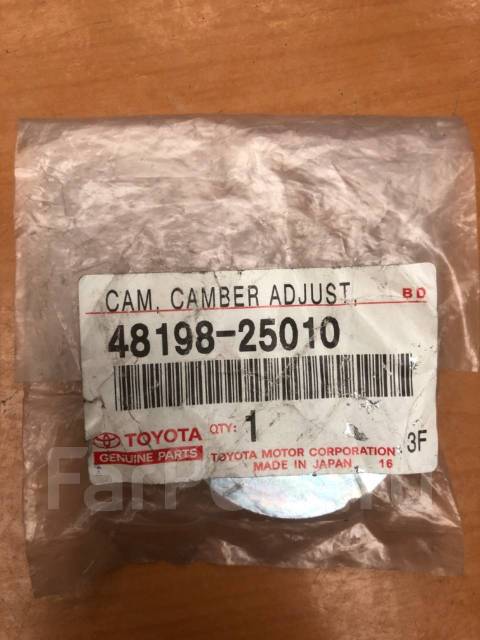 CAM, CAMBER ADJUST, BD
48198-25010
TOYOTA QTY: 1
GENUINE PARTS TOYOTA MOTOR CORPORATION 3F
MADE IN JAPAN 16